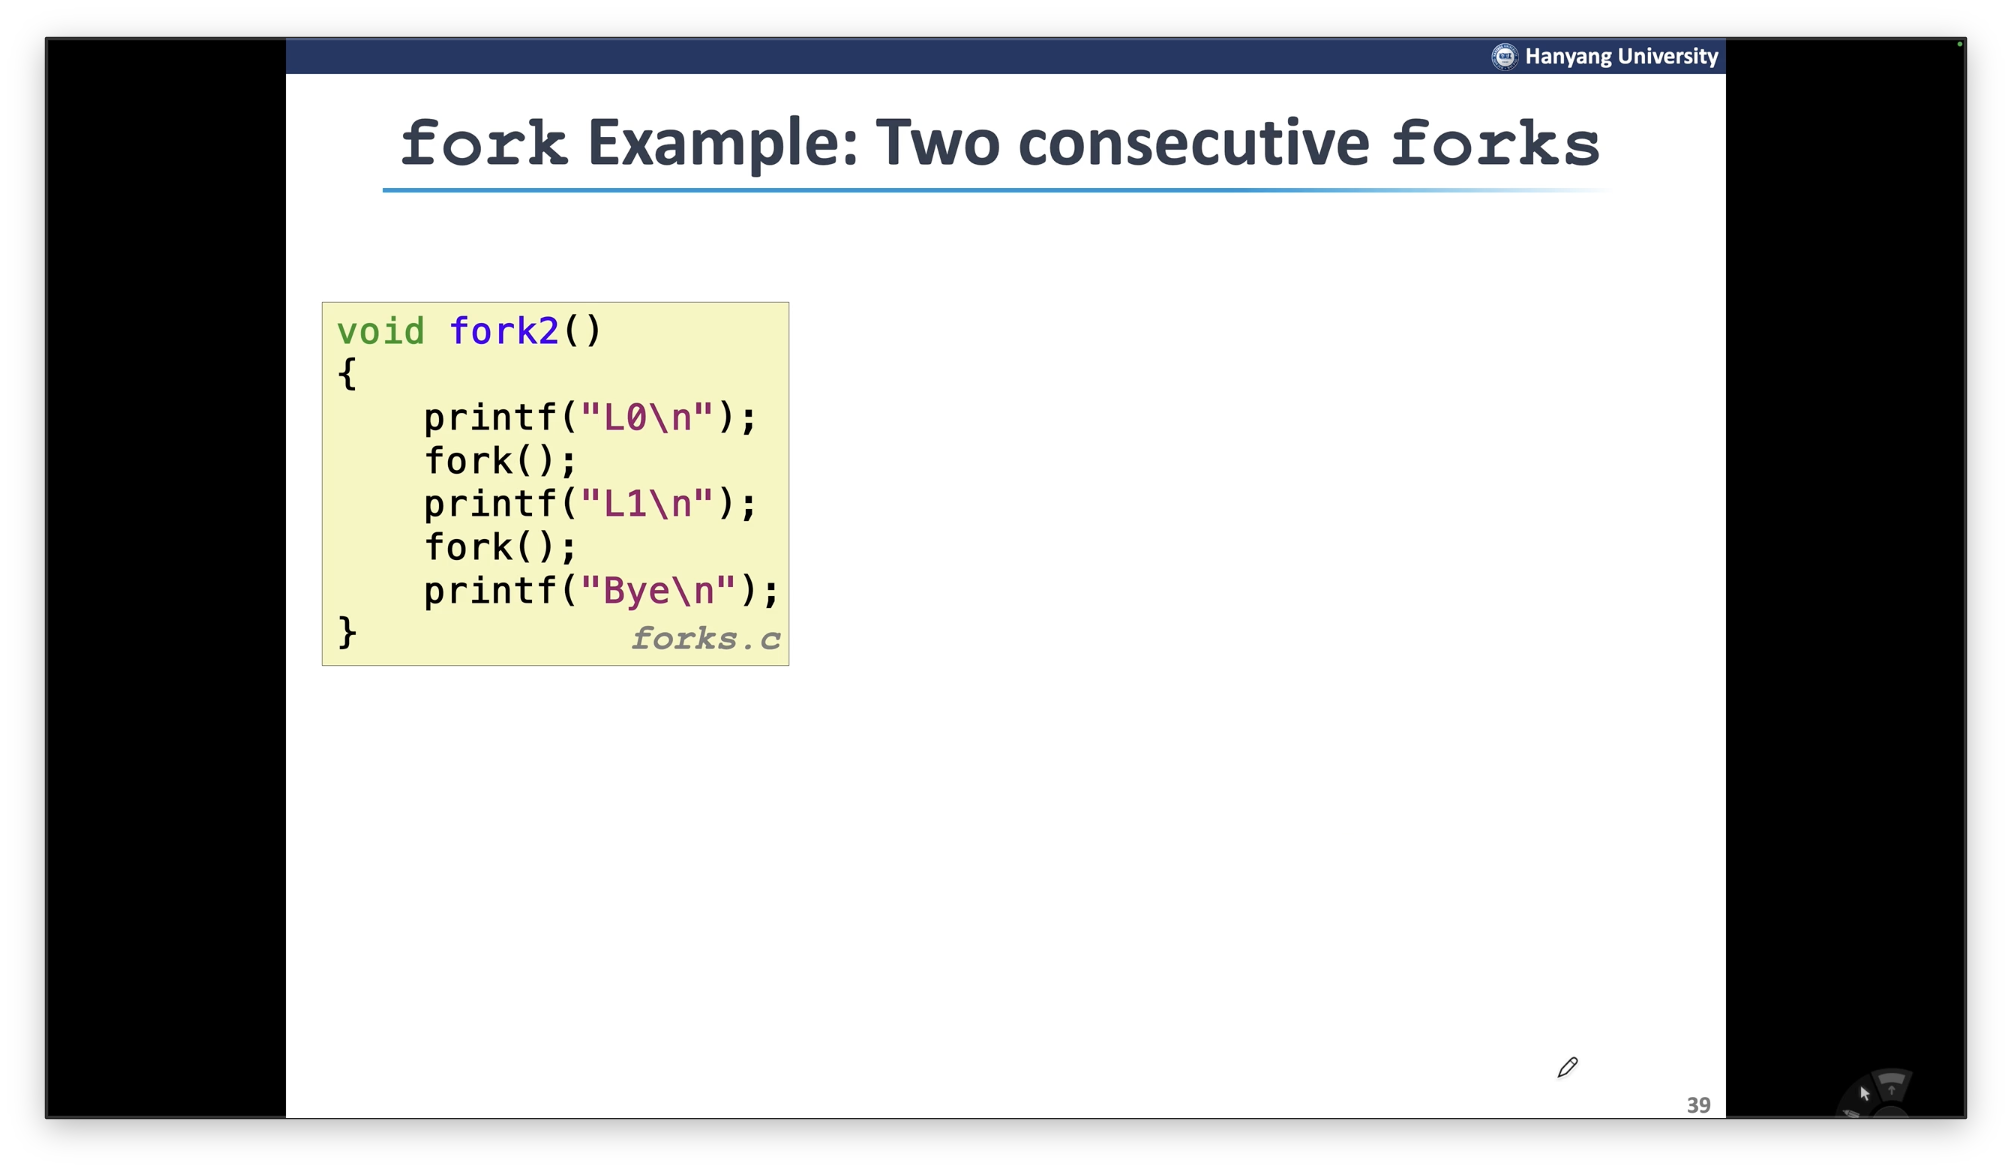 Hanyang University
fork Example: Two consecutive forks
void fork2()
{
    printf("L0\n");
    fork();
    printf("L1\n");
    fork();
    printf("Bye\n");
}
forks.c
39